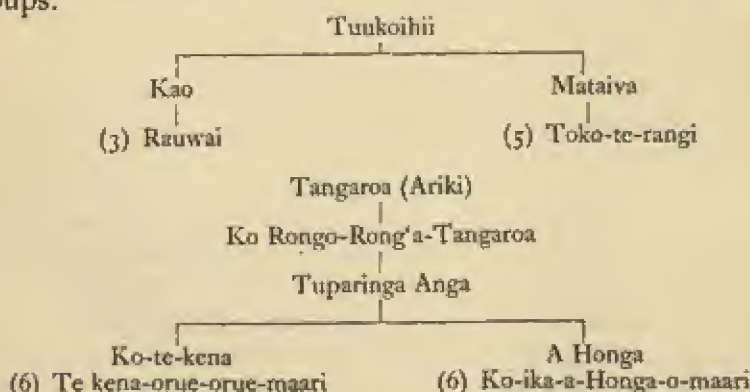 Tuukoihii
Kao Mataiva
(3) Rauwai (5) Toko-te-rangi
Tangaroa (Ariki)
Ko Rongo-Rong'a-Tangaroa
Tuparinga Anga
Ko-te-kena A Honga
(6) Te kena-orue-orue-maari (6) Ko-ika-a-Honga-o-maari